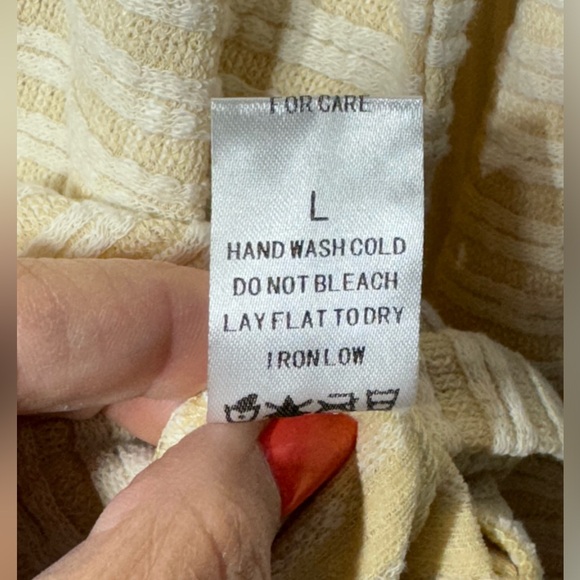 FOR CARE
L
HAND WASH COLD
DO NOT BLEACH
LAY FLAT TO DRY
IRON LOW